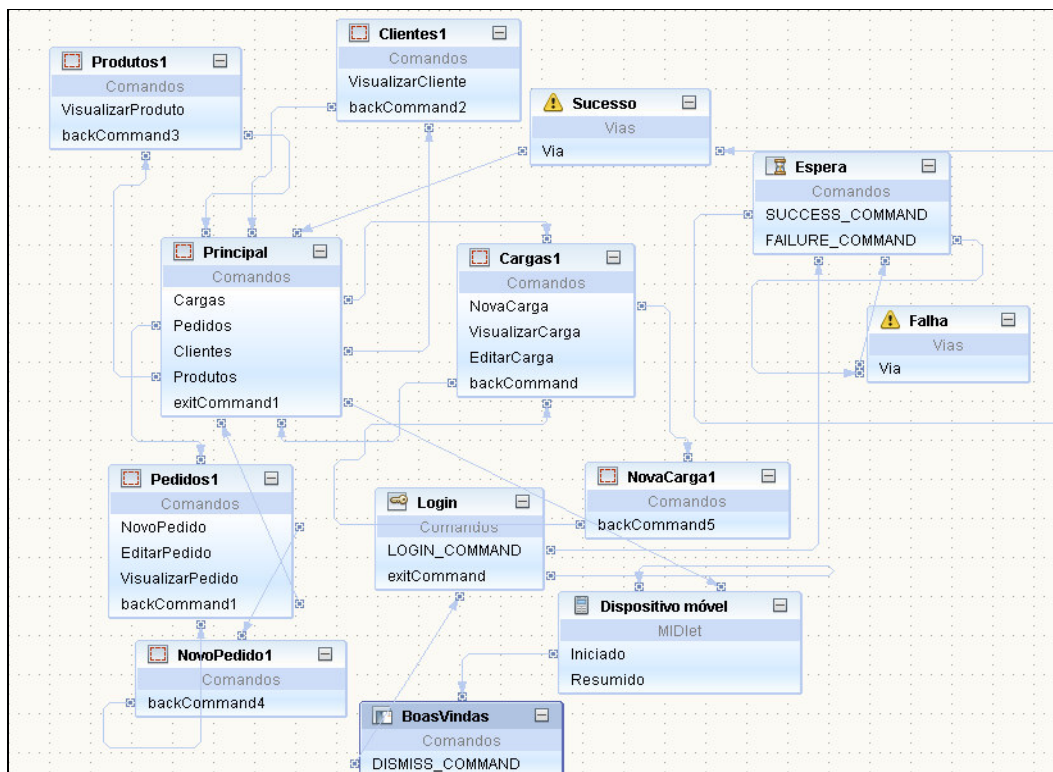 Clientes1
Comandos
VisualizarCliente
backCommand2
Produtos1
Comandos
VisualizarProduto
backCommand3
Sucesso
Vias
Via
Espera
Comandos
SUCCESS_COMMAND
FAILURE_COMMAND
Principal
Comandos
Cargas
Pedidos
Clientes
Produtos
exitCommand1
Cargas1
Comandos
NovaCarga
VisualizarCarga
EditarCarga
backCommand
Falha
Vias
Via
Pedidos1
Comandos
NovoPedido
EditarPedido
VisualizarPedido
backCommand1
Login
Comandos
LOGIN_COMMAND
exitCommand
NovaCarga1
Comandos
backCommand5
Dispositivo móvel
MIDlet
Iniciado
Resumido
NovoPedido1
Comandos
backCommand4
BoasVindas
Comandos
DISMISS_COMMAND